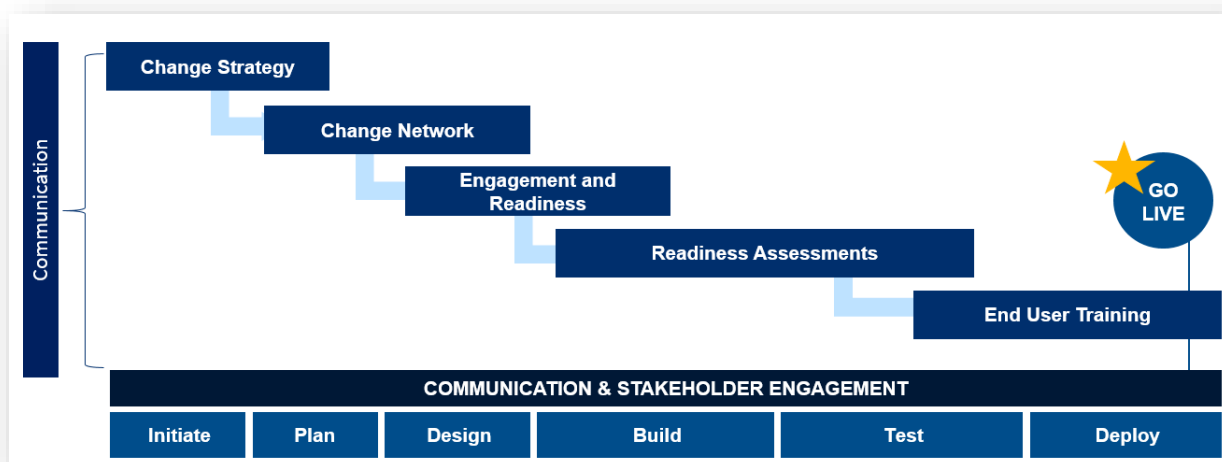 Communication
Change Strategy
Change Network
Engagement and
Readiness
Readiness Assessments
End User Training
GO
LIVE
COMMUNICATION & STAKEHOLDER ENGAGEMENT
Initiate
Plan
Design
Build
Test
Deploy